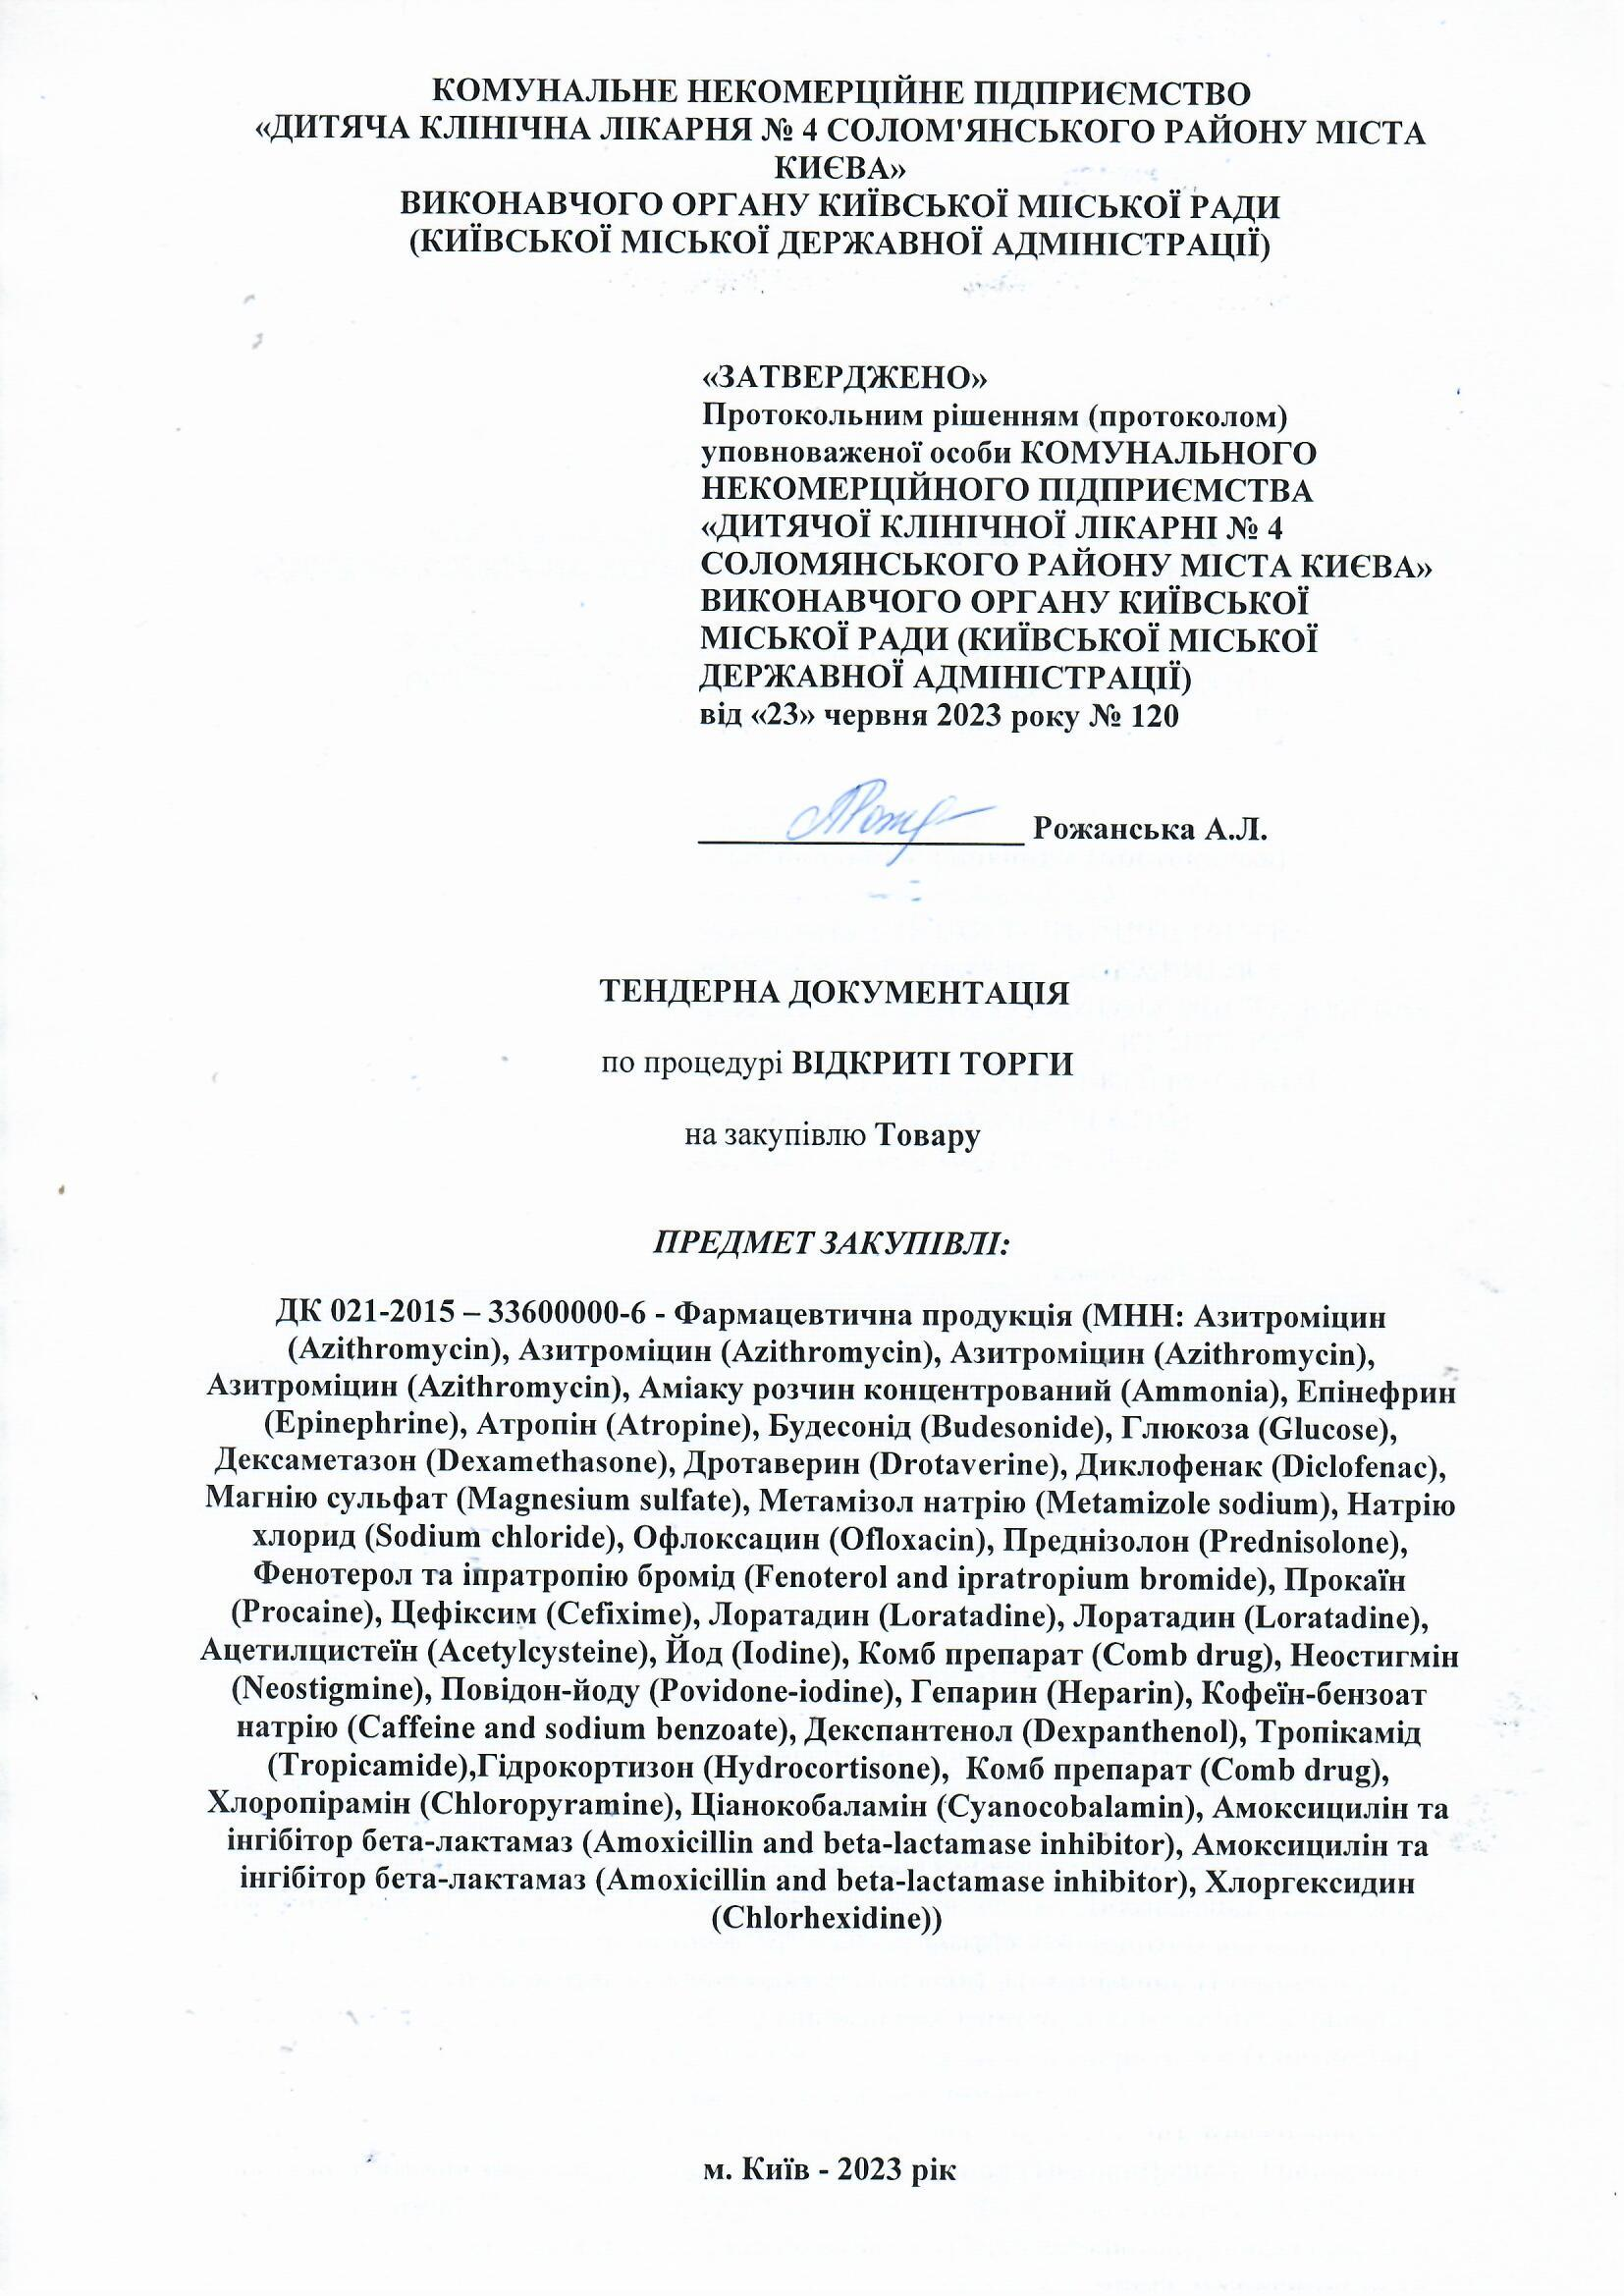 КОМУНАЛЬНЕ НЕКОМЕРЦІЙНЕ ПІДПРИЄМСТВО
«ДИТЯЧА КЛІНІЧНА ЛІКАРНЯ № 4 СОЛОМ'ЯНСЬКОГО РАЙОНУ МІСТА
КИЄВА»
ВИКОНАВЧОГО ОРГАНУ КИЇВСЬКОЇ МІІСЬКОЇ РАДИ
(КИЇВСЬКОЇ МІСЬКОЇ ДЕРЖАВНОЇ АДМІНІСТРАЦІЇ)
«ЗАТВЕРДЖЕНО»
Протокольним рішенням (протоколом)
уповноваженої особи КОМУНАЛЬНОГО
НЕКОМЕРЦІЙНОГО ПІДПРИЄМСТВА
«ДИТЯЧОЇ КЛІНІЧНОЇ ЛІКАРНІ № 4
СОЛОМЯНСЬКОГО РАЙОНУ МІСТА КИЄВА»
ВИКОНАВЧОГО ОРГАНУ КИЇВСЬКОЇ
МІСЬКОЇ РАДИ (КИЇВСЬКОЇ МІСЬКОЇ
ДЕРЖАВНОЇ АДМІНІСТРАЦІЇ)
від «23» червня 2023 року № 120
Рожанська А.Л.
ТЕНДЕРНА ДОКУМЕНТАЦІЯ
по процедурі ВІДКРИТІ ТОРГИ
на закупівлю Товару
ПРЕДМЕТ ЗАКУПІВЛІ:
ДК 021-2015 – 33600000-6 - Фармацевтична продукція (МНН: Азитроміцин
(Azithromycin), Азитроміцин (Azithromycin), Азитроміцин (Azithromycin),
Азитроміцин (Azithromycin), Аміаку розчин концентрований (Ammonia), Епінефрин
(Epinephrine), Атропін (Atropine), Будесонід (Budesonide), Глюкоза (Glucose),
Дексаметазон (Dexamethasone), Дротаверин (Drotaverine), Диклофенак (Diclofenac),
Магнію сульфат (Magnesium sulfate), Метамізол натрію (Metamizole sodium), Натрію
хлорид (Sodium chloride), Офлоксацин (Ofloxacin), Преднізолон (Prednisolone),
Фенотерол та іпратропію бромід (Fenoterol and ipratropium bromide), Прокаїн
(Procaine), Цефіксим (Cefixime), Лоратадин (Loratadine), Лоратадин (Loratadine),
Ацетилцистеїн (Acetylcysteine), Йод (Iodine), Комб препарат (Comb drug), Неостигмін
(Neostigmine), Повідон-йоду (Povidone-iodine), Гепарин (Heparin), Кофеїн-бензоат
натрію (Caffeine and sodium benzoate), Декспантенол (Dexpanthenol), Тропікамід
(Tropicamide),Гідрокортизон (Hydrocortisone),  Комб препарат (Comb drug),
Хлоропірамін (Chloropyramine), Ціанокобаламін (Cyanocobalamin), Амоксицилін та
інгібітор бета-лактамаз (Amoxicillin and beta-lactamase inhibitor), Амоксицилін та
інгібітор бета-лактамаз (Amoxicillin and beta-lactamase inhibitor), Хлоргексидин
(Chlorhexidine))
м. Київ - 2023 рік